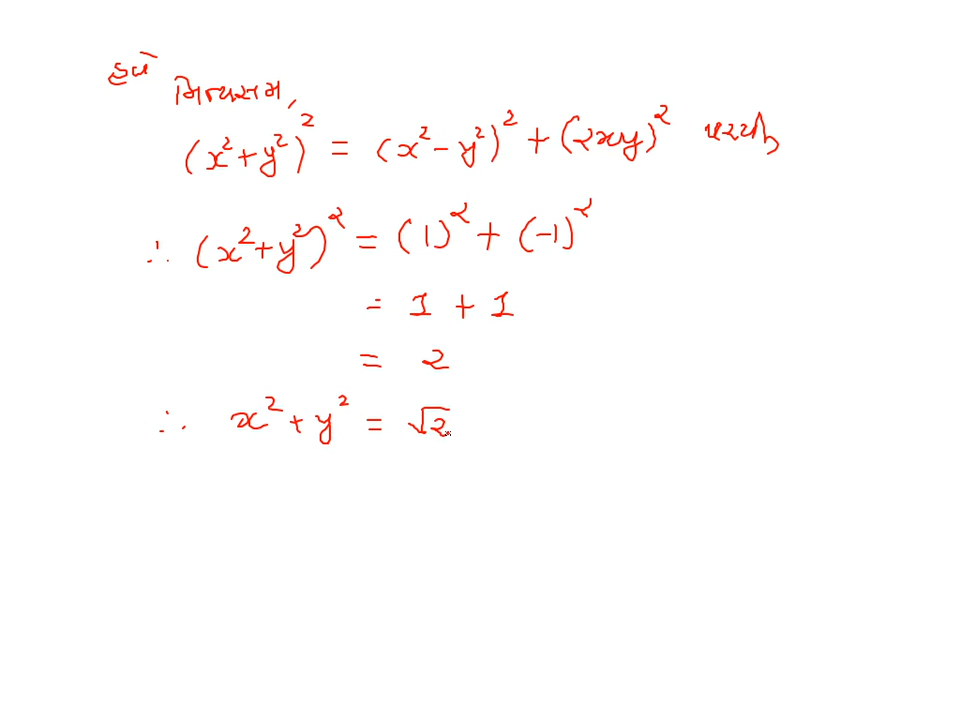 હવે
નિત્યસમ,
(x² + y²)² = (x² - y²)² + (2xy)² પરથી
∴ (x² + y²)² = (1)² + (-1)²
= 1 + 1
= 2
∴ x² + y² = √2